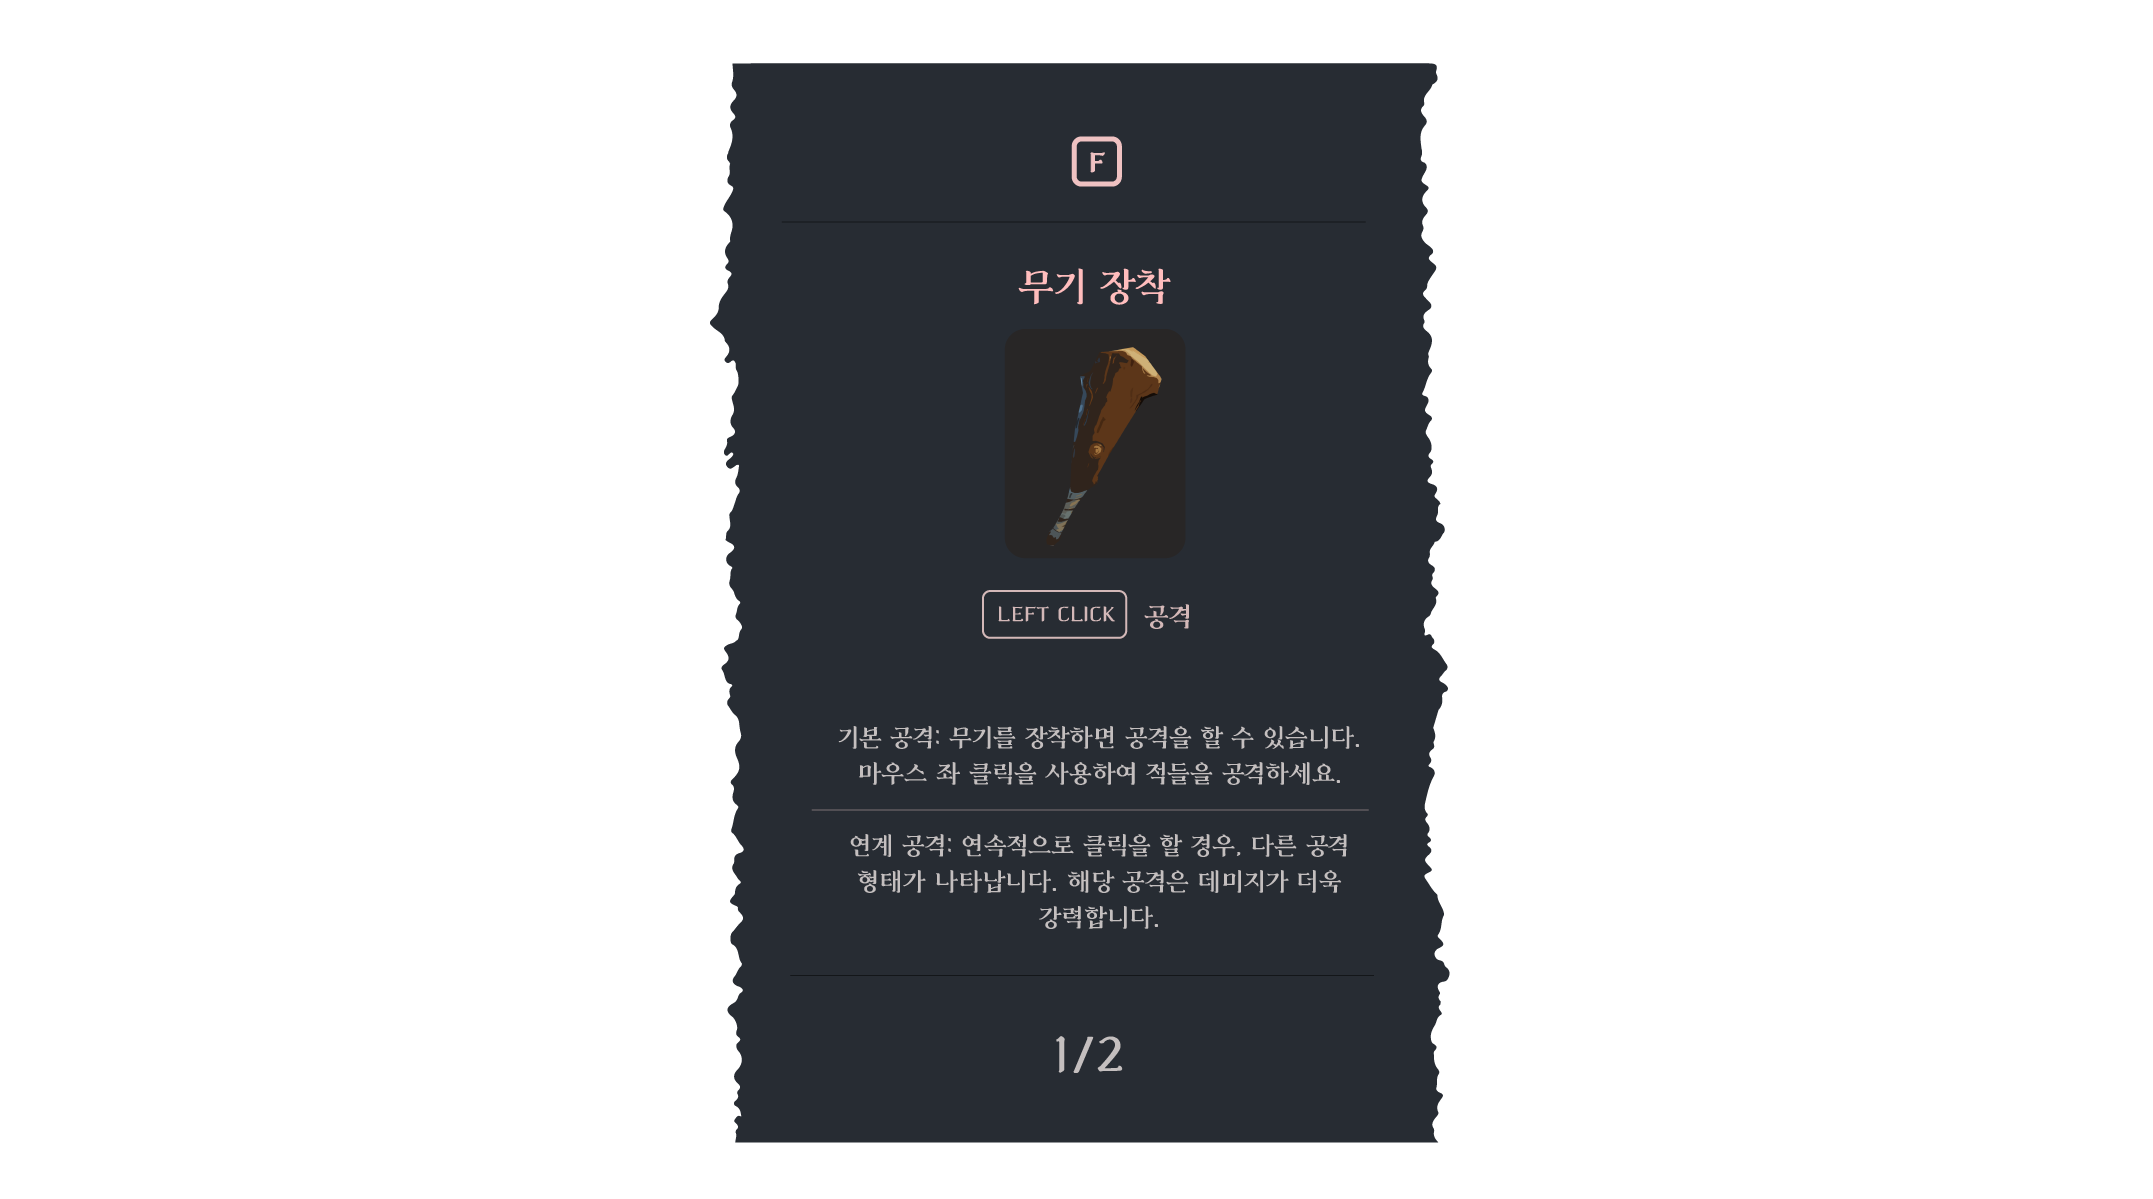 F
무기 장착
LEFT CLICK 공격
기본 공격: 무기를 장착하면 공격을 할 수 있습니다.
마우스 좌 클릭을 사용하여 적들을 공격하세요.
연계 공격: 연속적으로 클릭을 할 경우, 다른 공격
형태가 나타납니다. 해당 공격은 데미지가 더욱
강력합니다.
1/2